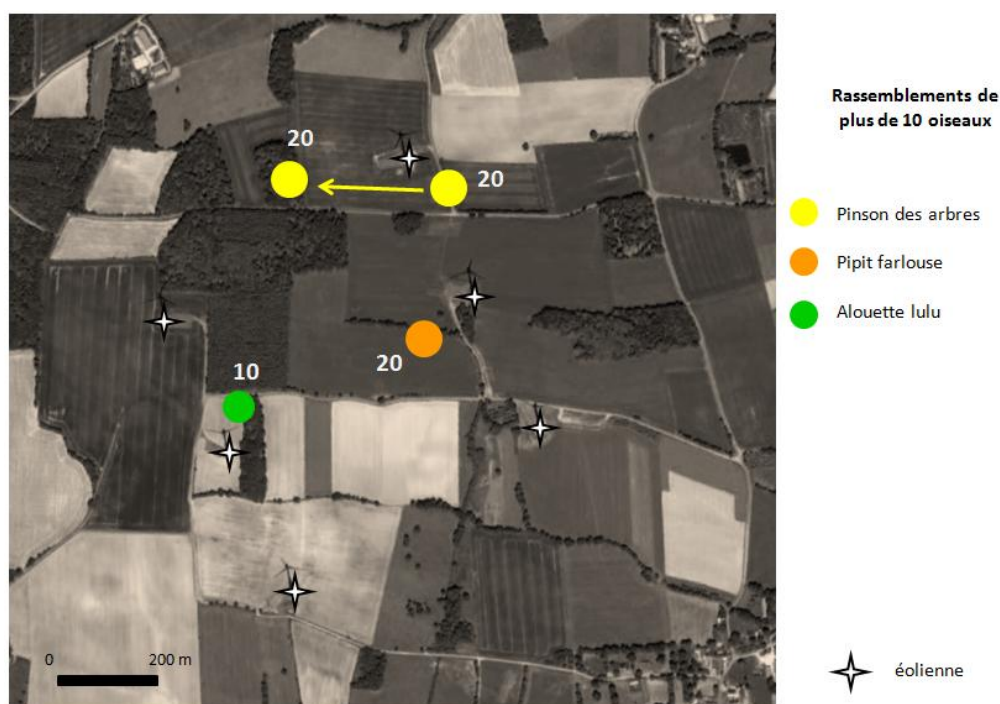 Rassemblements de
plus de 10 oiseaux
20
20
Pinson des arbres
Pipit farlouse
Alouette lulu
20
10
0 200 m
éolienne